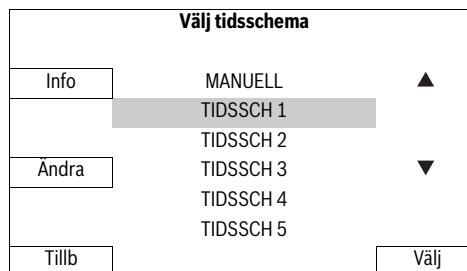 Välj tidsschema
Info MANUELL ▲
TIDSSCH 1
TIDSSCH 2
Ändra TIDSSCH 3 ▼
TIDSSCH 4
TIDSSCH 5
Tillb Välj